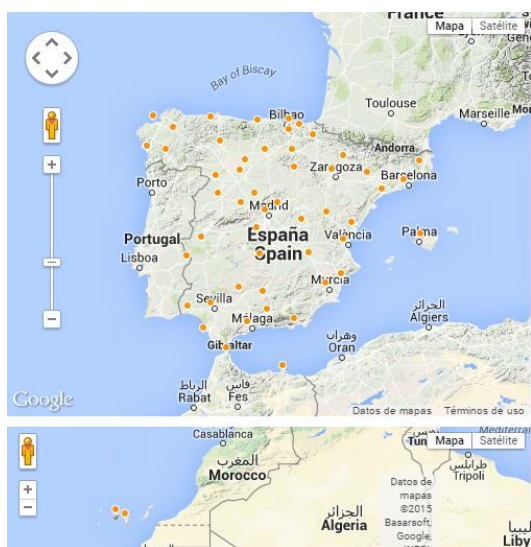 France
Mapa
Satélite
Bay of Biscay
Toulouse
Marseille
Bilbao
Andorra
Zaragoza
Barcelona
Porto
Madrid
Portugal
España
Spain
València
Palma
Lisboa
Murcia
Sevilla
Málaga
الجزائر
Algiers
Gibraltar
وهران
Oran
الرباط
Rabat
فاس
Fes
Google
Datos de mapas
Términos de uso
Casablanca
Mapa
Satélite
المغرب
Morocco
طرابلس
Tripoli
Datos de
mapas
©2015
Basarsoft,
Google,
الجزائر
Algeria
ليبيا
Liby